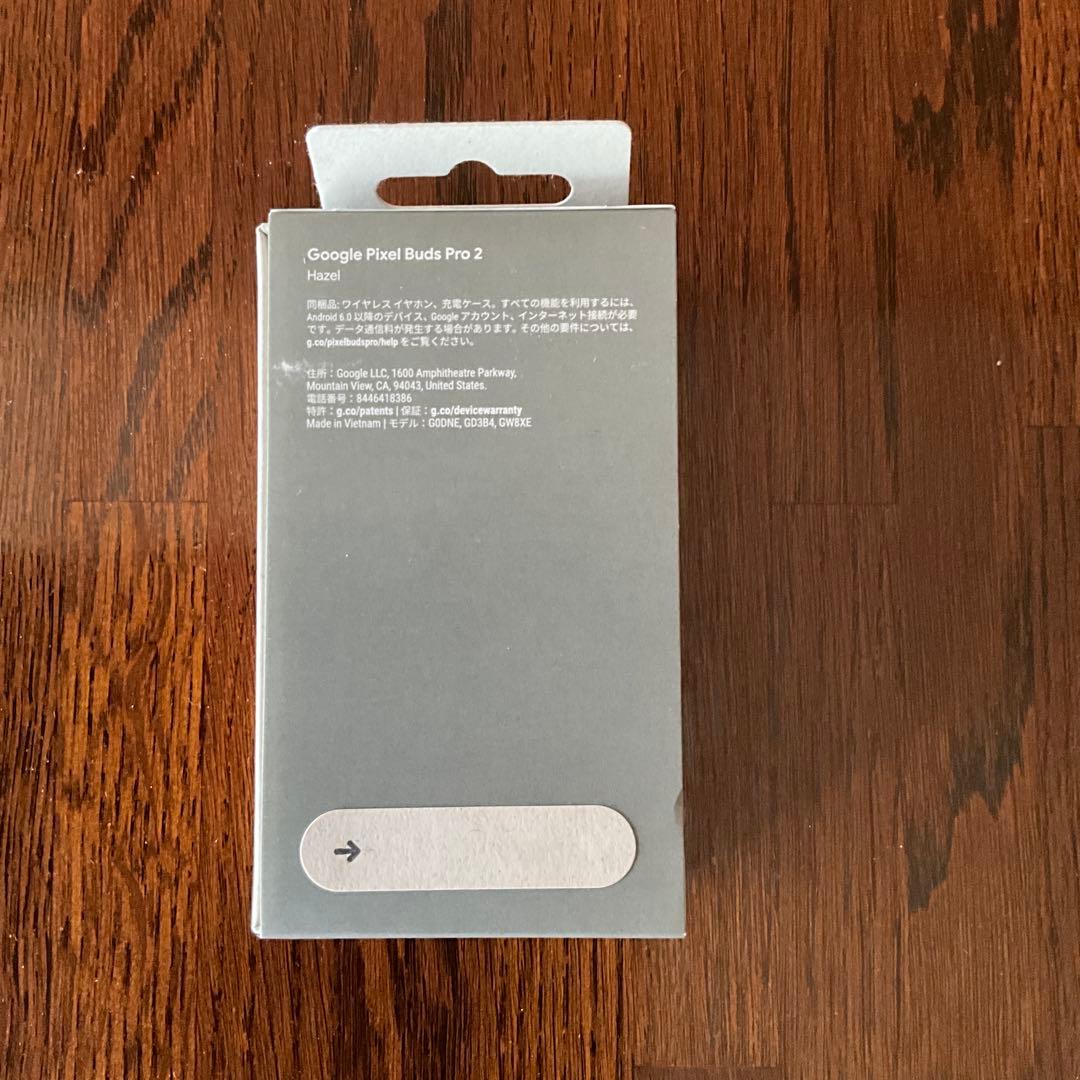 Google Pixel Buds Pro 2
Hazel
同梱品: ワイヤレス イヤホン、充電ケース。すべての機能を利用するには、
Android 6.0 以降のデバイス、Google アカウント、インターネット接続が必要
です。データ通信料が発生する場合があります。その他の要件については、
g.co/pixelbudspro/help をご覧ください。
住所：Google LLC, 1600 Amphitheatre Parkway,
Mountain View, CA, 94043, United States.
電話番号：8446418386
特許：g.co/patents | 保証：g.co/devicewarranty
Made in Vietnam | モデル：G0DNE, GD3B4, GW8XE